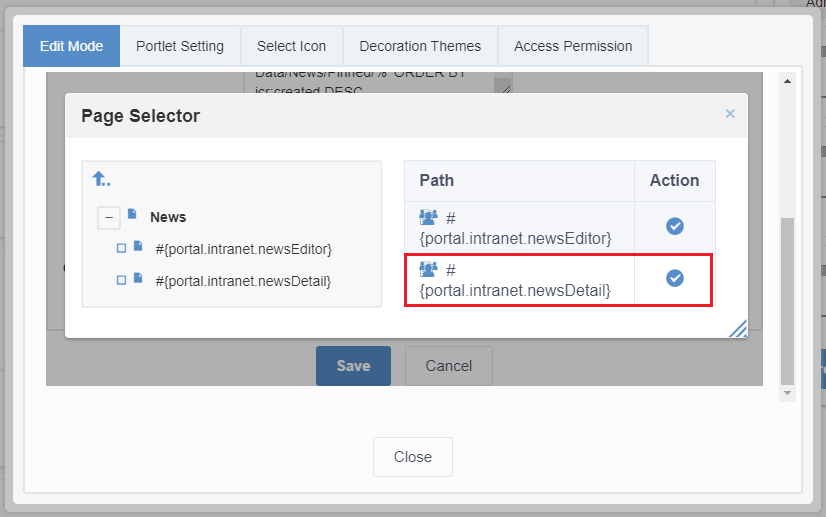 Edit Mode
Portlet Setting
Select Icon
Decoration Themes
Access Permission
Data/News/Pinned/%' ORDER BY
jcr:created DESC
Page Selector
×
Path
Action
News
#
{portal.intranet.newsEditor}
#{portal.intranet.newsEditor}
#
#{portal.intranet.newsDetail}
{portal.intranet.newsDetail}
Save
Cancel
Close